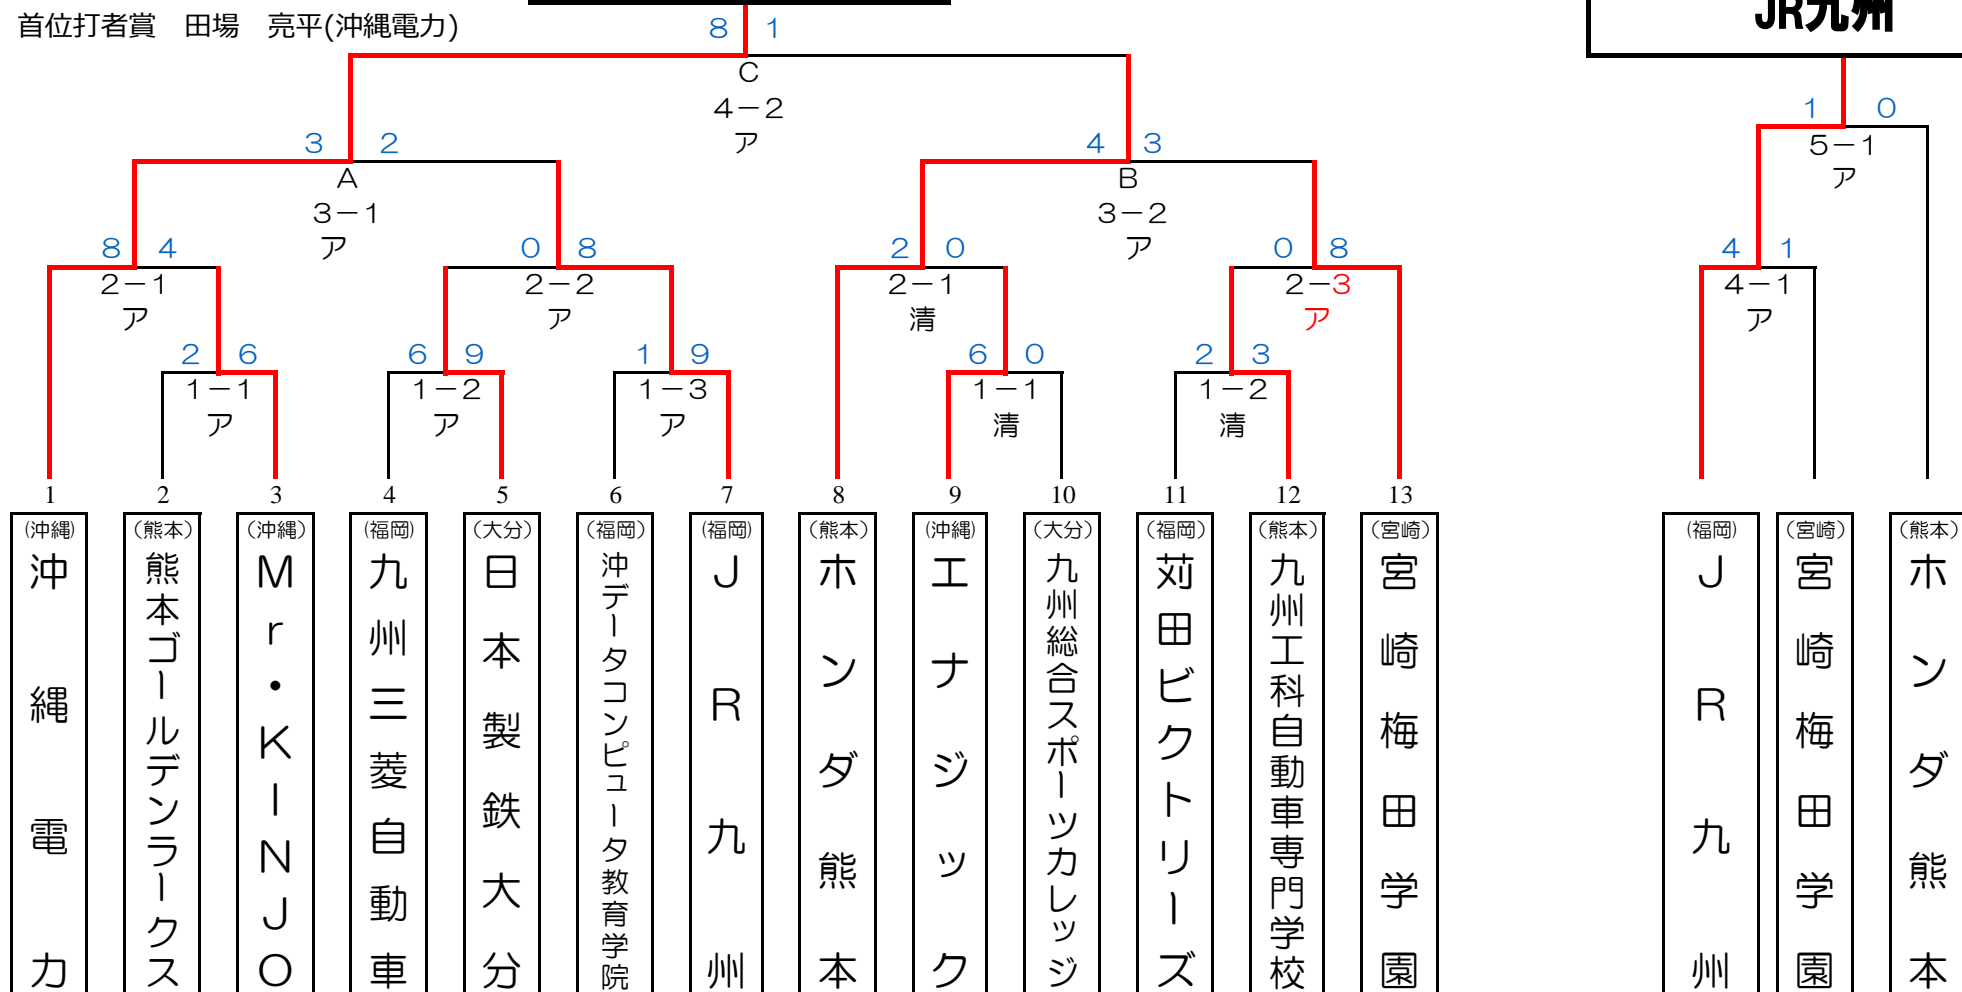 首位打者賞　田場　亮平(沖縄電力)
JR九州
8 1
C
4－2
ア
1 0
5－1
ア
3 2
A
3－1
ア
4 3
B
3－2
ア
8 4
2－1
ア
0 8
2－2
ア
2 0
2－1
清
0 8
2－3
ア
4 1
4－1
ア
2 6
1－1
ア
6 9
1－2
ア
1 9
1－3
ア
6 0
1－1
清
2 3
1－2
清
1 2 3 4 5 6 7 8 9 10 11 12 13
(沖縄)
沖縄電力
(熊本)
熊本ゴールデンラークス
(沖縄)
Mr・KINJO
(福岡)
九州三菱自動車
(大分)
日本製鉄大分
(福岡)
沖データコンピュータ教育学院
(福岡)
JR九州
(熊本)
ホンダ熊本
(沖縄)
エナジック
(大分)
九州総合スポーツカレッジ
(福岡)
苅田ビクトリーズ
(熊本)
九州工科自動車専門学校
(宮崎)
宮崎梅田学園
(福岡)
JR九州
(宮崎)
宮崎梅田学園
(熊本)
ホンダ熊本